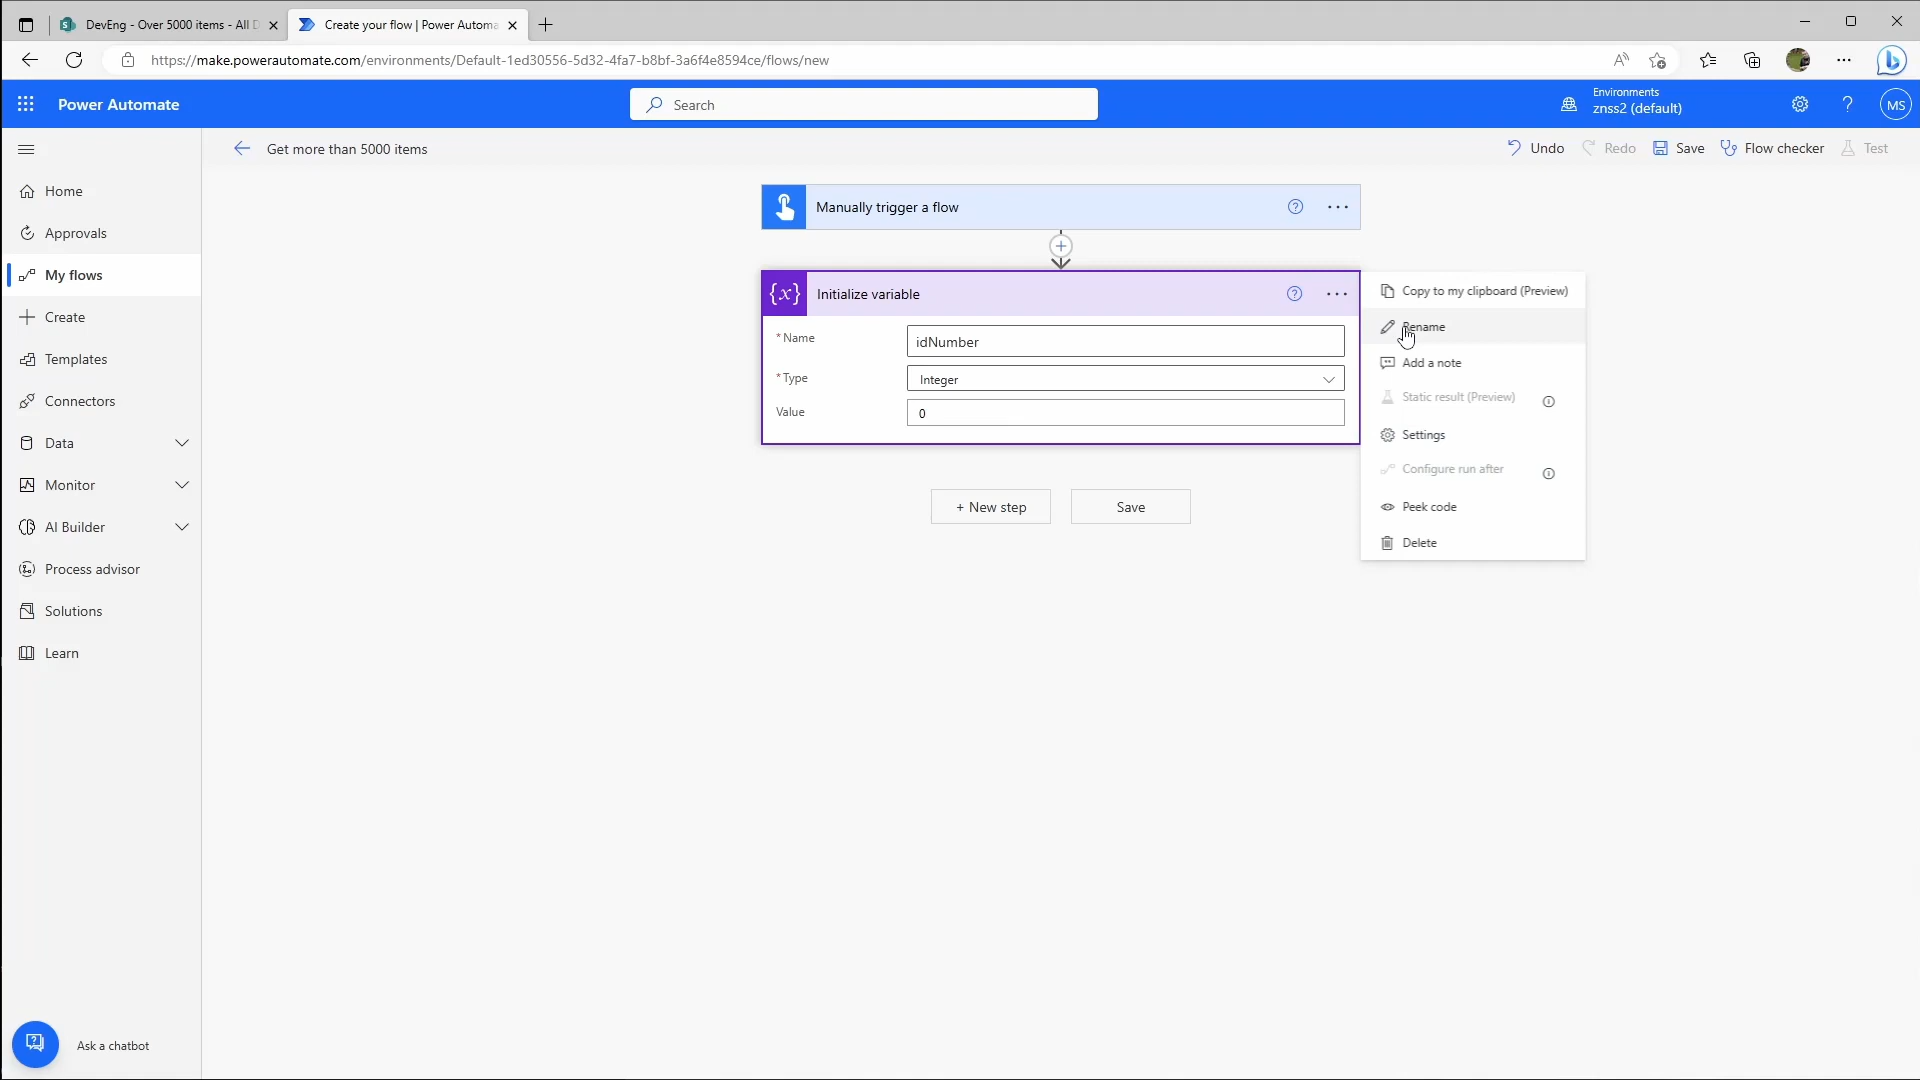 DevEng - Over 5000 items - All D
Create your flow | Power Automa
https://make.powerautomate.com/environments/Default-1ed30556-5d32-4fa7-b8bf-3a6f4e8594ce/flows/new
Power Automate
Search
Environments
znss2 (default)
MS
Get more than 5000 items
Undo
Redo
Save
Flow checker
Test
Home
Approvals
My flows
Create
Templates
Connectors
Data
Monitor
AI Builder
Process advisor
Solutions
Learn
Ask a chatbot
Manually trigger a flow
{x} Initialize variable
* Name
idNumber
* Type
Integer
Value
0
+ New step
Save
Copy to my clipboard (Preview)
Rename
Add a note
Static result (Preview)
Settings
Configure run after
Peek code
Delete